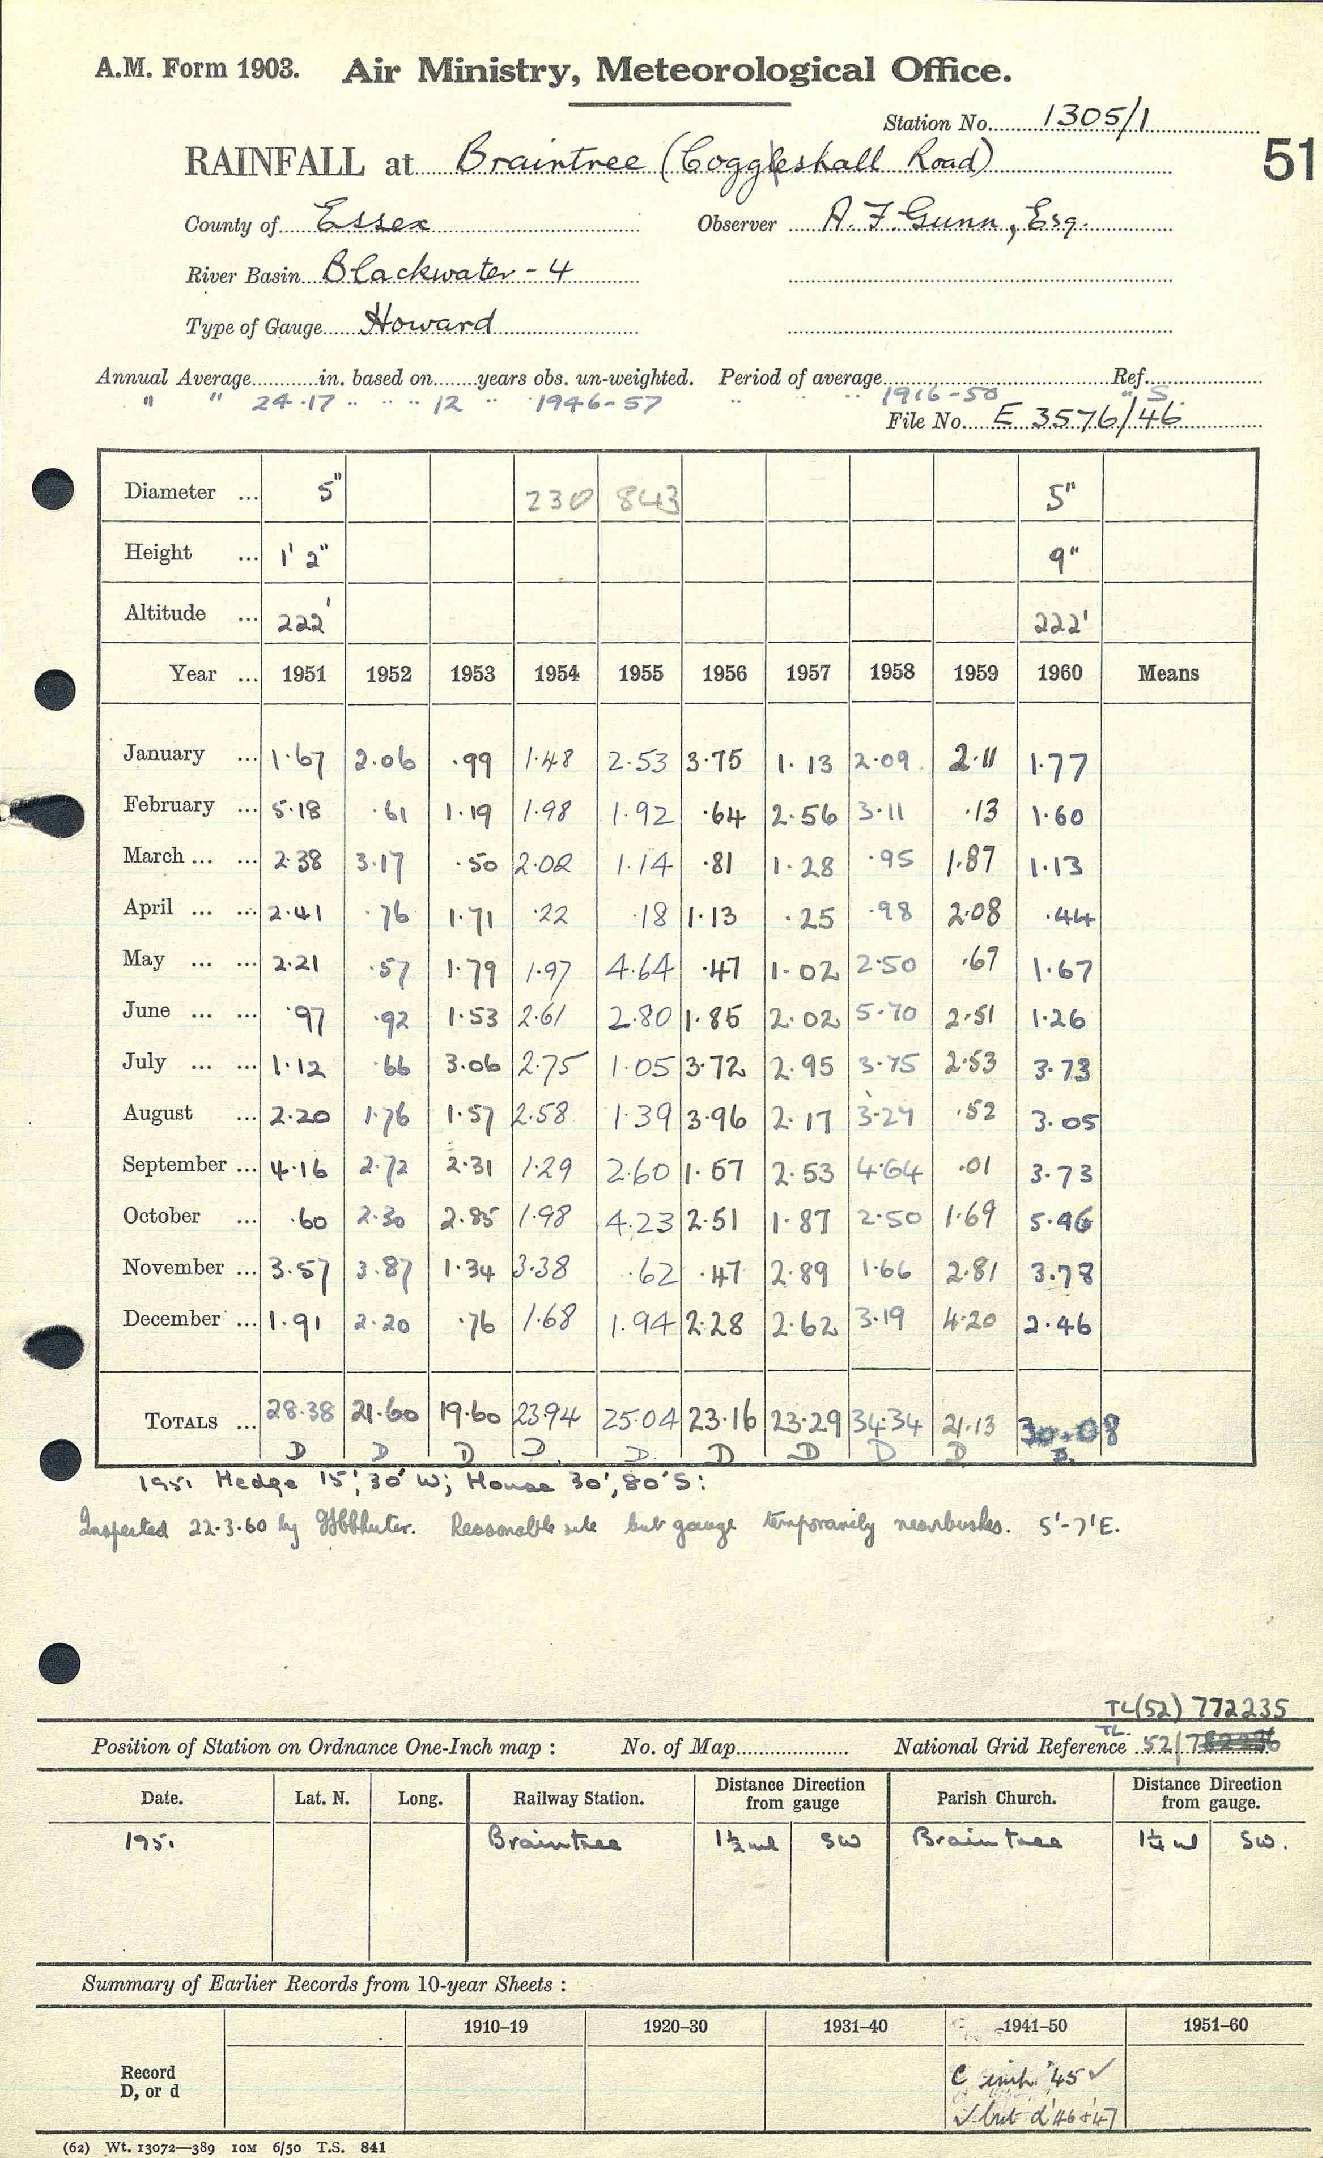 A.M. Form 1903. Air Ministry, Meteorological Office.
Station No. 1305/1
RAINFALL at Braintree (Coggleshall Road)
51
County of Essex Observer A. F. Gunn, Esq.
River Basin Blackwater - 4
Type of Gauge Howard
Annual Average in. based on years obs. un-weighted. Period of average Ref.
" " 24.17 " " " 12 " 1946-57 " " " 1916-50 " S.
File No. E 3576/46
Diameter ... 5" 230 843 5"
Height ... 1' 2" 9"
Altitude ... 222' 222'
Year ... 1951 1952 1953 1954 1955 1956 1957 1958 1959 1960 Means
January ... 1.67 2.06 .99 1.48 2.53 3.75 1.13 2.09 2.11 1.77
February ... 5.18 .61 1.19 1.98 1.92 .64 2.56 3.11 .13 1.60
March ... ... 2.38 3.17 .50 2.02 1.14 .81 1.28 .95 1.87 1.13
April ... ... 2.41 .76 1.71 .22 .18 1.13 .25 .98 2.08 .44
May ... ... 2.21 .57 1.79 1.97 4.64 .47 1.02 2.50 .67 1.67
June ... ... .97 .92 1.53 2.61 2.80 1.85 2.02 5.70 2.51 1.26
July ... ... 1.12 .66 3.06 2.75 1.05 3.72 2.95 3.75 2.53 3.73
August ... 2.20 1.76 1.57 2.58 1.39 3.96 2.17 3.27 .52 3.05
September ... 4.16 2.72 2.31 1.29 2.60 1.57 2.53 4.64 .01 3.73
October ... .60 2.30 2.85 1.98 4.23 2.51 1.87 2.50 1.69 5.46
November ... 3.57 3.87 1.34 3.38 .62 .47 2.89 1.66 2.81 3.78
December ... 1.91 2.20 .76 1.68 1.94 2.28 2.62 3.19 4.20 2.46
TOTALS ... 28.38 21.60 19.60 23.94 25.04 23.16 23.29 34.34 21.13 30.08
D D D D D D D D D D.
1951 Hedge 15', 30' W; House 30', 80' S:
Inspected 22.3.60 by Reasonable site but gauge temporarily near bushes. 5'-7' E.
TL(52) 772235
Position of Station on Ordnance One-Inch map : No. of Map National Grid Reference TL. 52/
Date. Lat. N. Long. Railway Station. Distance Direction from gauge Parish Church. Distance Direction from gauge.
1951 Braintree 1½ ml SW Braintree 1¼ ml SW.
Summary of Earlier Records from 10-year Sheets :
1910–19 1920–30 1931–40 1941–50 1951–60
Record
D, or d
C '45 ✓
✓ but d '46 + '47
(62) Wt. 13072—389 10M 6/50 T.S. 841